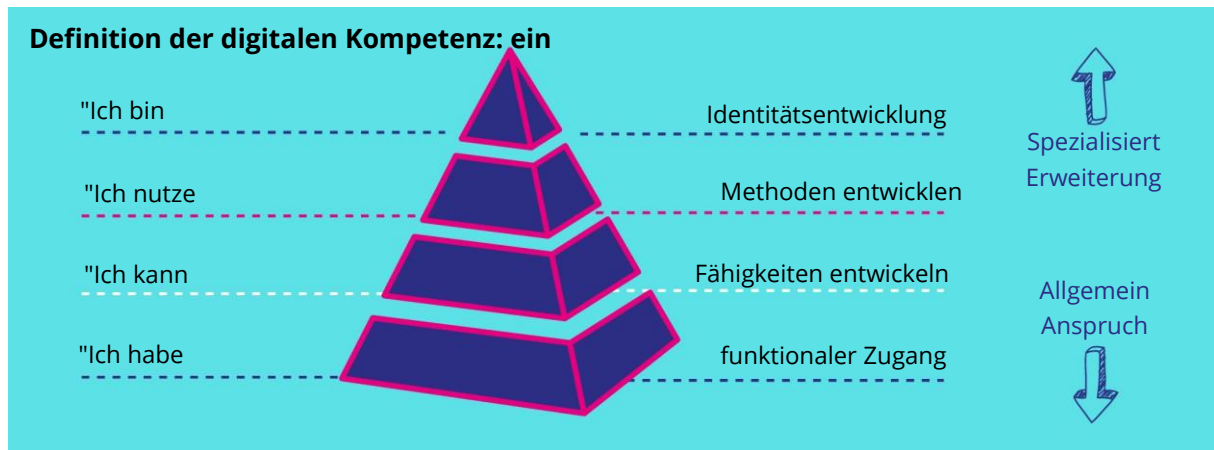 Definition der digitalen Kompetenz: ein
"Ich bin
Identitätsentwicklung
"Ich nutze
Methoden entwicklen
"Ich kann
Fähigkeiten entwickeln
"Ich habe
funktionaler Zugang
Spezialisiert
Erweiterung
Allgemein
Anspruch